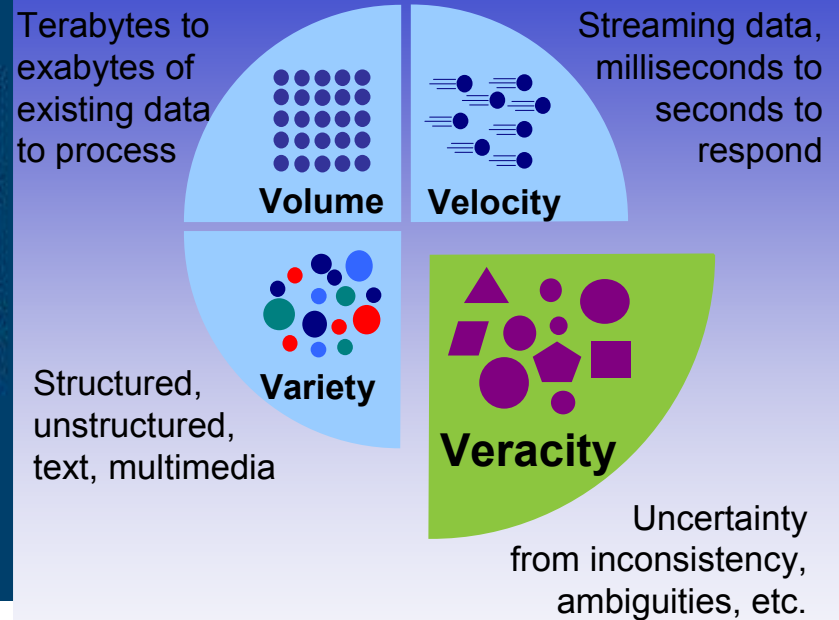 Terabytes to
exabytes of
existing data
to process
Volume
Streaming data,
milliseconds to
seconds to
respond
Velocity
Structured,
unstructured,
text, multimedia
Variety
Veracity
Uncertainty
from inconsistency,
ambiguities, etc.